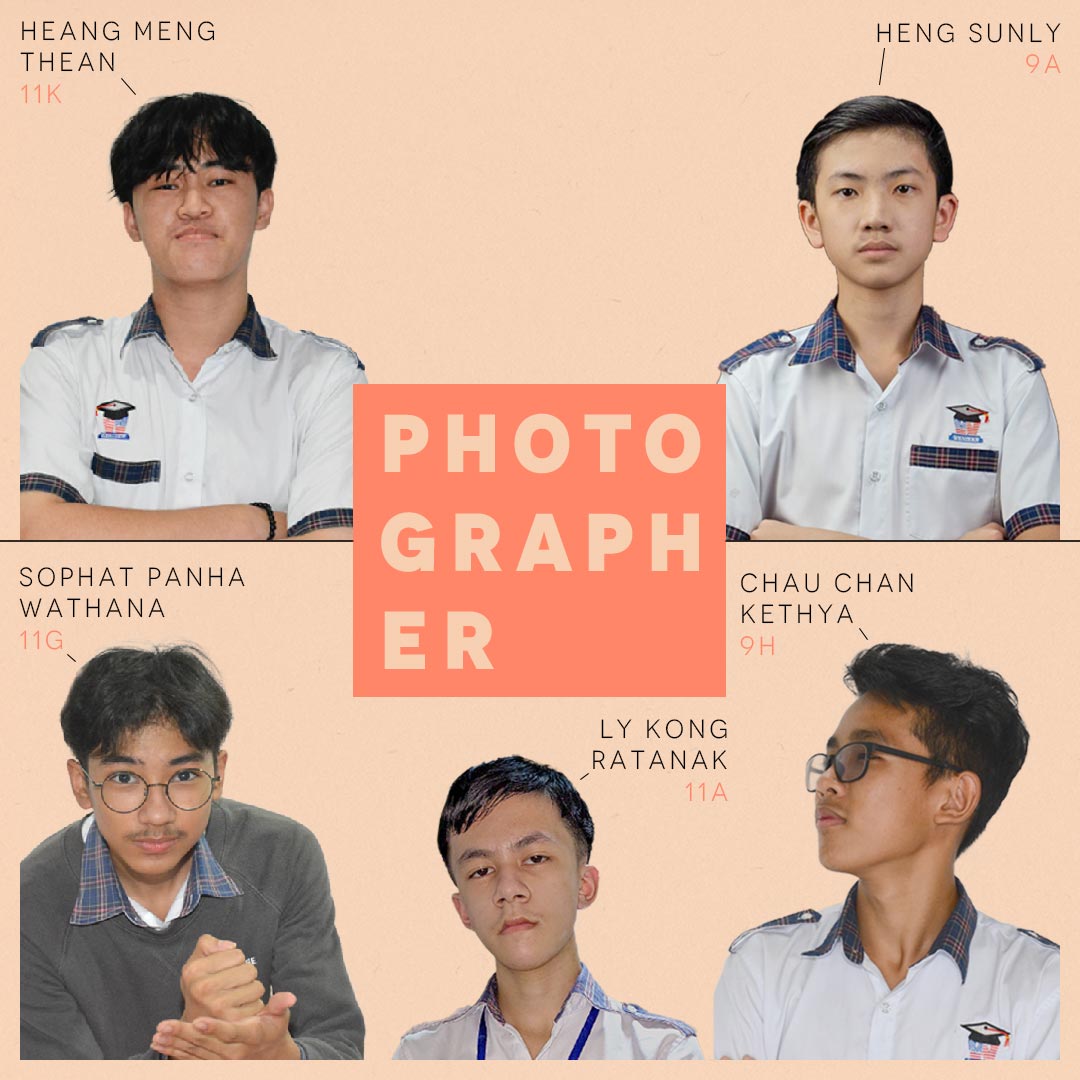 HEANG MENG
THEAN
11K
HENG SUNLY
9A
PHOTO
GRAPH
ER
SOPHAT PANHA
WATHANA
11G
CHAU CHAN
KETHYA
9H
LY KONG
RATANAK
11A